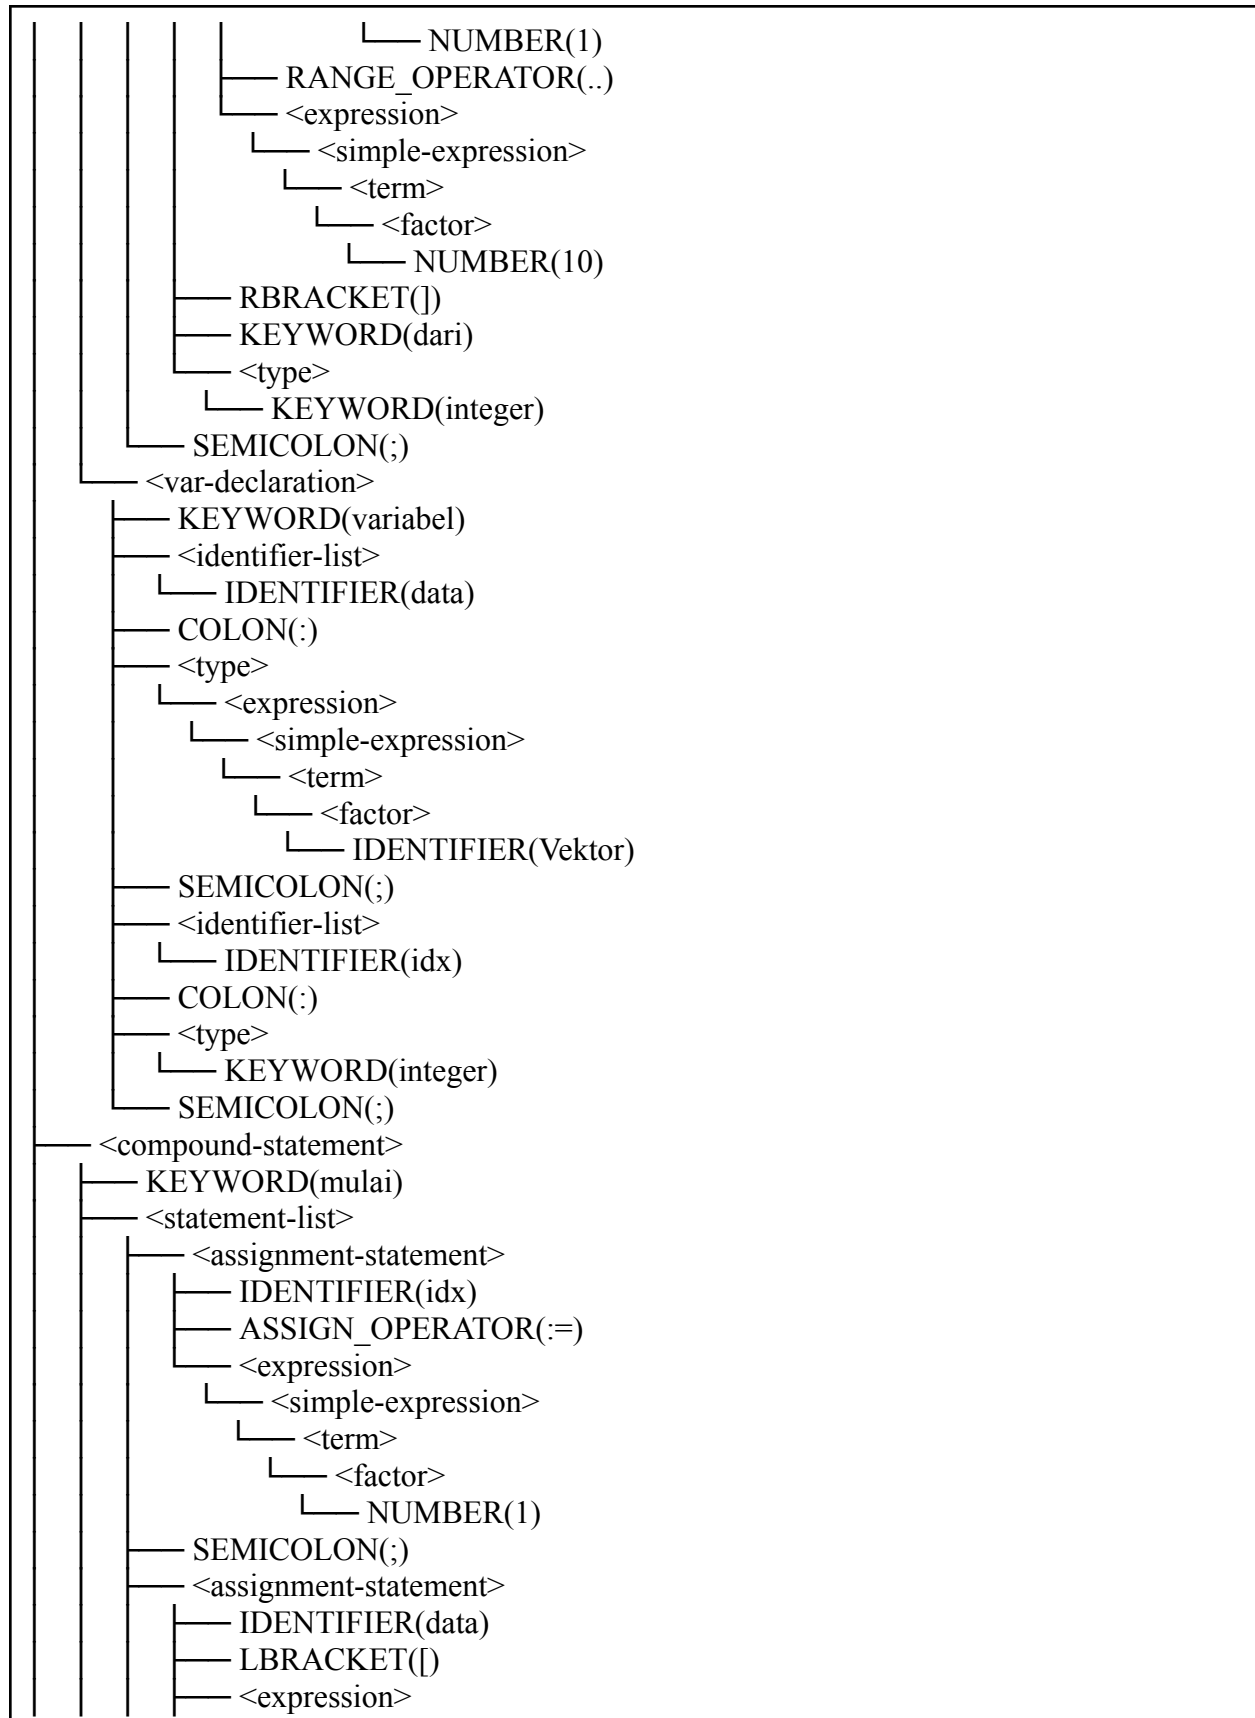 NUMBER(1)
RANGE_OPERATOR(..)
<expression>
<simple-expression>
<term>
<factor>
NUMBER(10)
RBRACKET(])
KEYWORD(dari)
<type>
KEYWORD(integer)
SEMICOLON(;)
<var-declaration>
KEYWORD(variabel)
<identifier-list>
IDENTIFIER(data)
COLON(:)
<type>
<expression>
<simple-expression>
<term>
<factor>
IDENTIFIER(Vektor)
SEMICOLON(;)
<identifier-list>
IDENTIFIER(idx)
COLON(:)
<type>
KEYWORD(integer)
SEMICOLON(;)
<compound-statement>
KEYWORD(mulai)
<statement-list>
<assignment-statement>
IDENTIFIER(idx)
ASSIGN_OPERATOR(:=)
<expression>
<simple-expression>
<term>
<factor>
NUMBER(1)
SEMICOLON(;)
<assignment-statement>
IDENTIFIER(data)
LBRACKET([)
<expression>